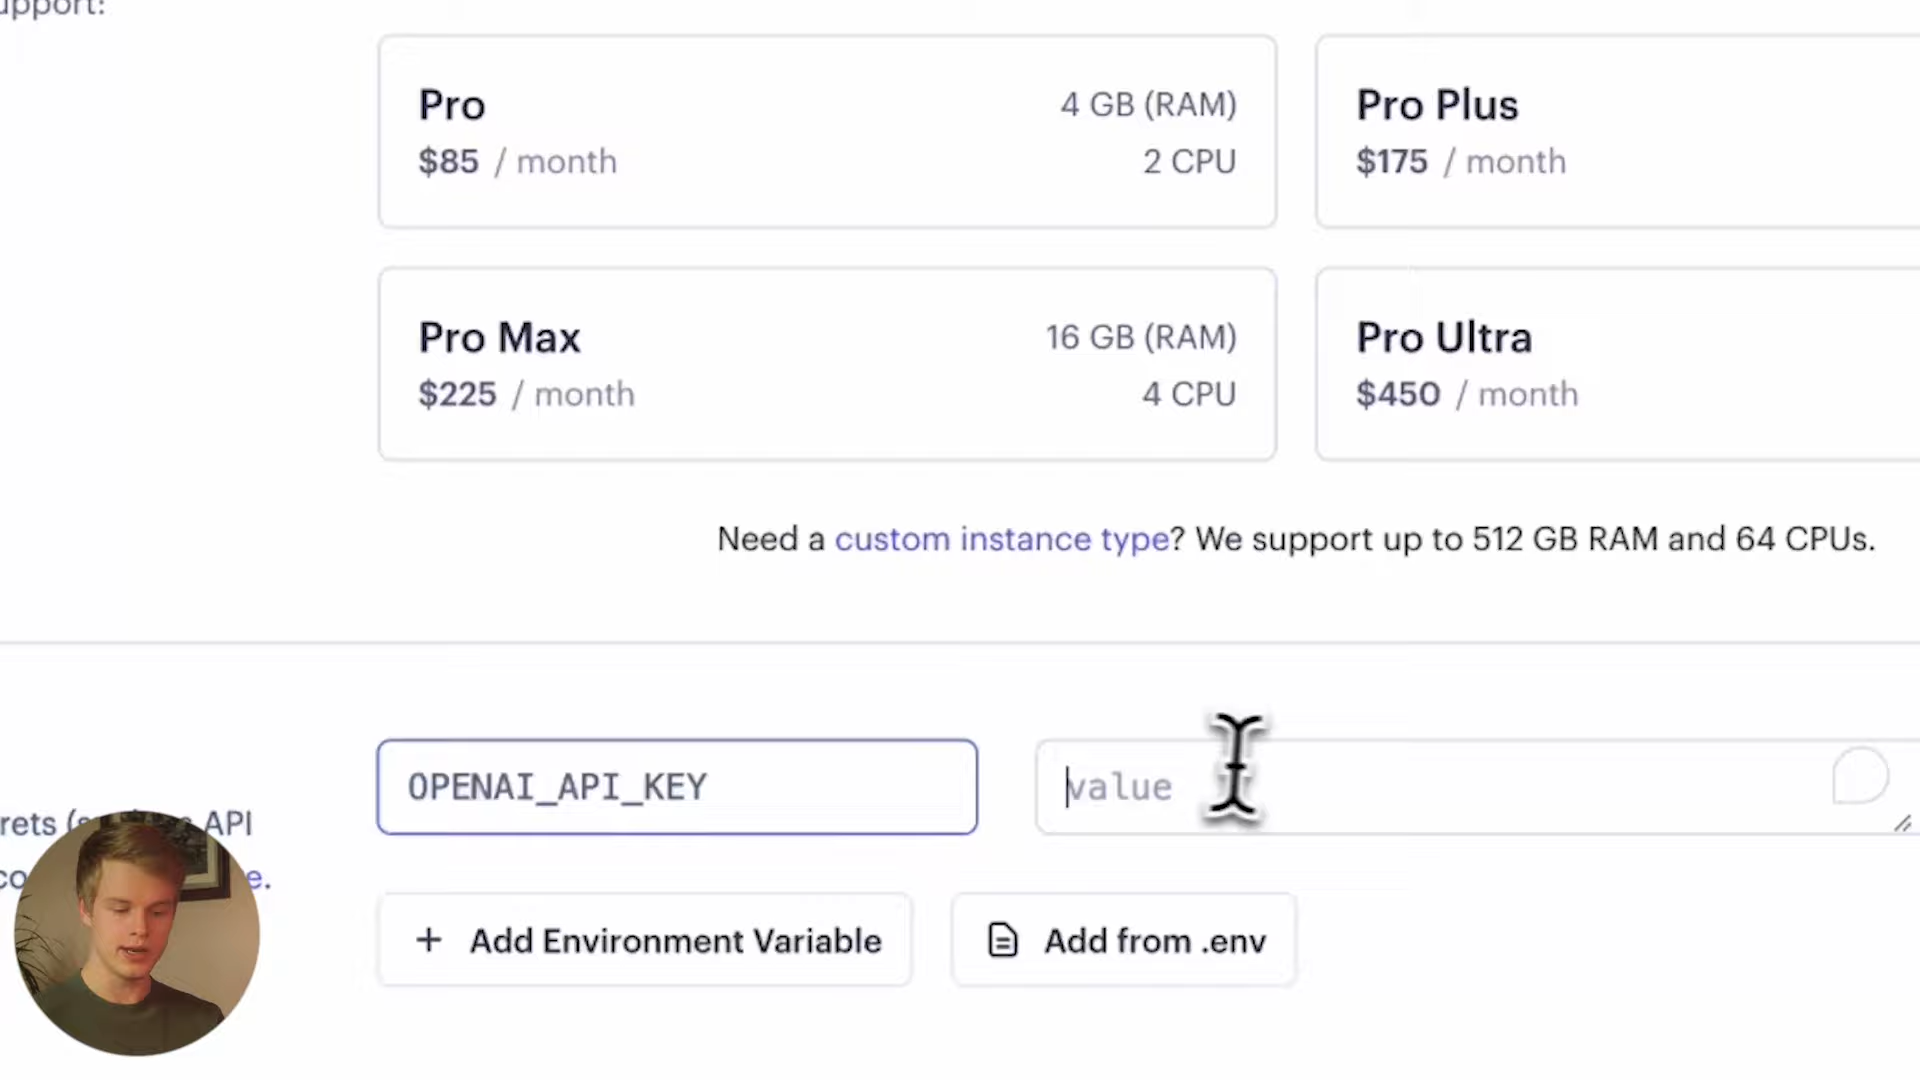 upport:
Pro
4 GB (RAM)
$85 / month
2 CPU
Pro Plus
$175 / month
Pro Max
16 GB (RAM)
$225 / month
4 CPU
Pro Ultra
$450 / month
Need a custom instance type? We support up to 512 GB RAM and 64 CPUs.
OPENAI_API_KEY
value
API
+ Add Environment Variable
Add from .env